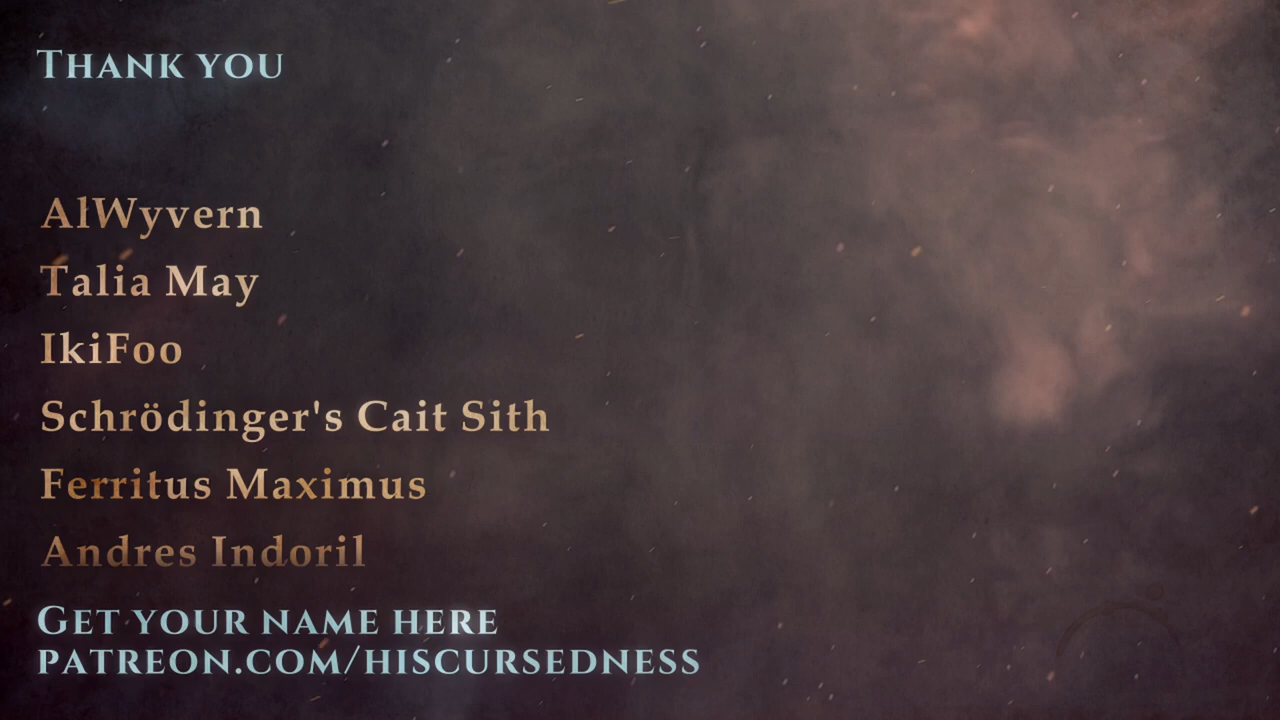 Thank you
AlWyvern
Talia May
IkiFoo
Schrödinger's Cait Sith
Ferritus Maximus
Andres Indoril
Get your name here
patreon.com/hiscursedness